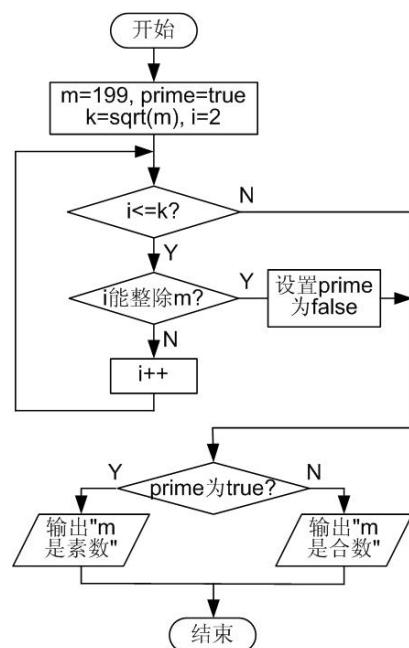 开始
m=199, prime=true
k=sqrt(m), i=2
i<=k?
N
Y
i能整除m?
Y
设置prime
为false
N
i++
prime为true?
Y
N
输出"m
是素数"
输出"m
是合数"
结束